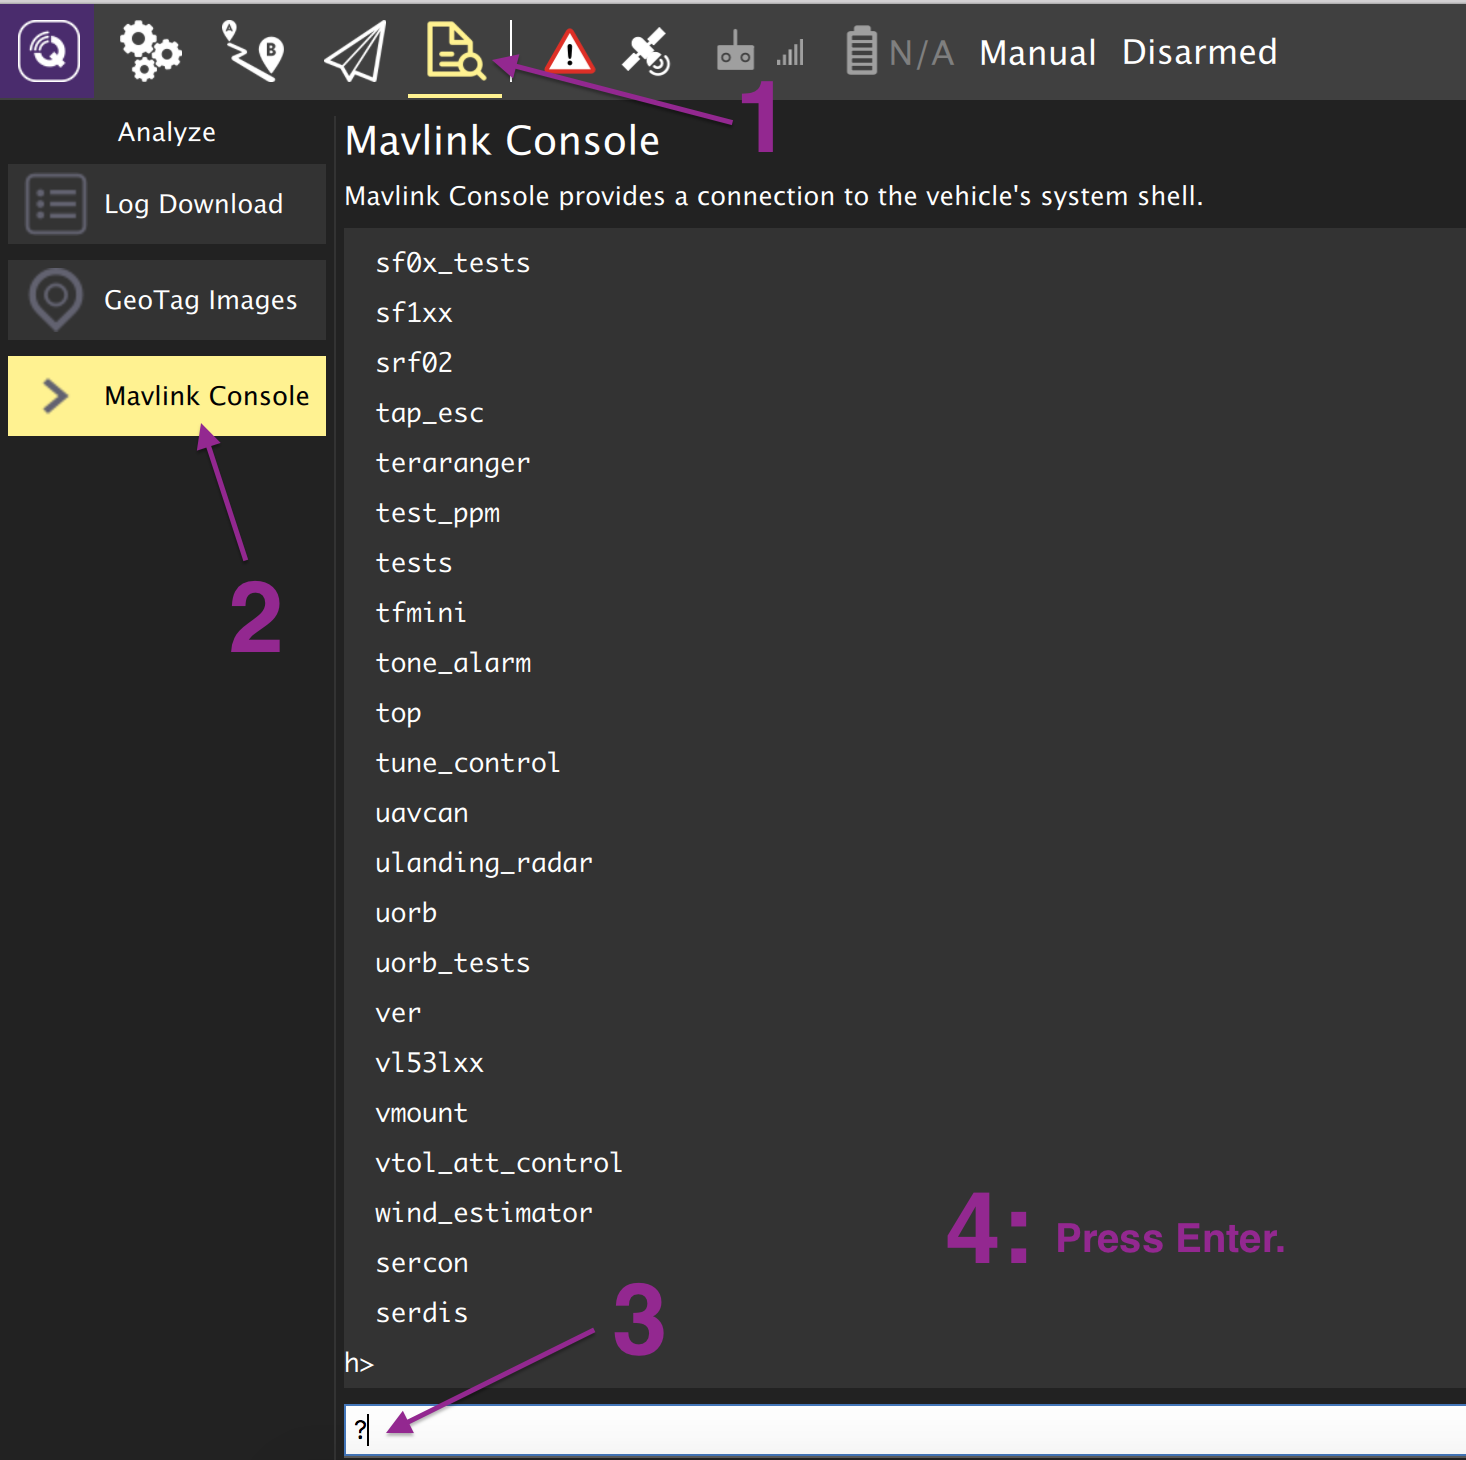 A
B
N/A
Manual
Disarmed
1
Analyze
Log Download
GeoTag Images
Mavlink Console
2
Mavlink Console
Mavlink Console provides a connection to the vehicle's system shell.
sf0x_tests
sf1xx
srf02
tap_esc
teraranger
test_ppm
tests
tfmini
tone_alarm
top
tune_control
uavcan
ulanding_radar
uorb
uorb_tests
ver
vl53lxx
vmount
vtol_att_control
wind_estimator
sercon
serdis
h>
3
?
4: Press Enter.